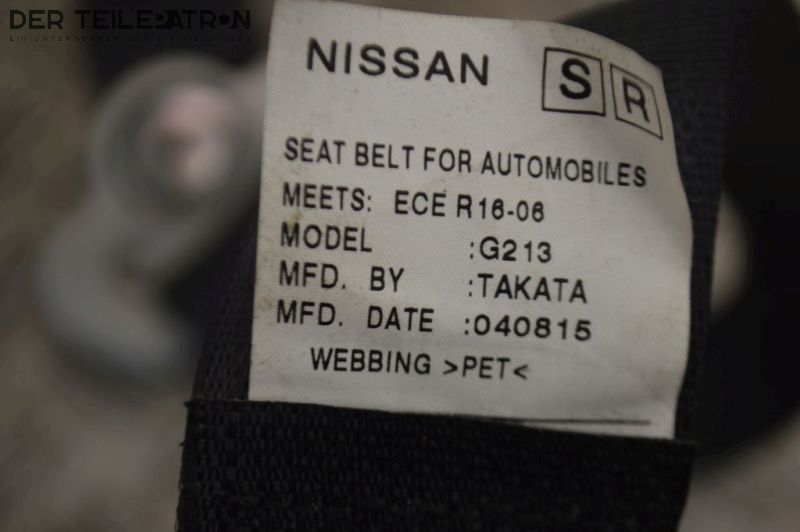 DER TEILEPATRON
NISSAN S R
SEAT BELT FOR AUTOMOBILES
MEETS: ECE R16-06
MODEL :G213
MFD. BY :TAKATA
MFD. DATE :040815
WEBBING >PET<